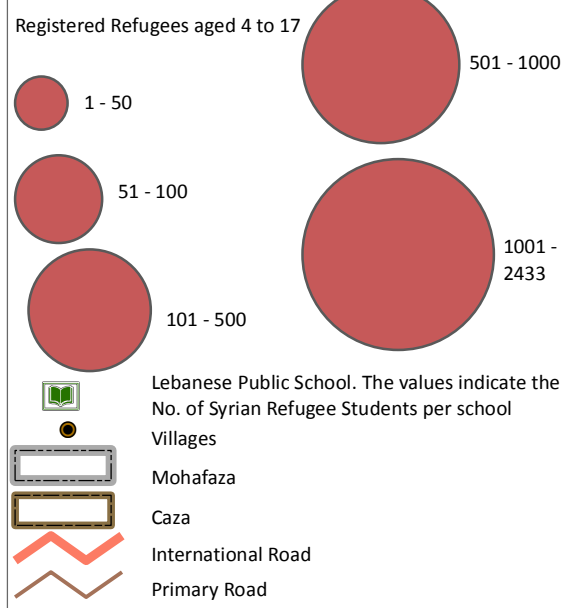 Registered Refugees aged 4 to 17
501 - 1000
1 - 50
51 - 100
1001 -
2433
101 - 500
Lebanese Public School. The values indicate the
No. of Syrian Refugee Students per school
Villages
Mohafaza
Caza
International Road
Primary Road